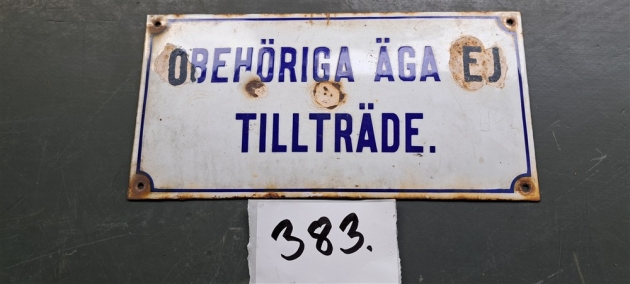 OBEHÖRIGA ÄGA EJ
TILLTRÄDE.
383.